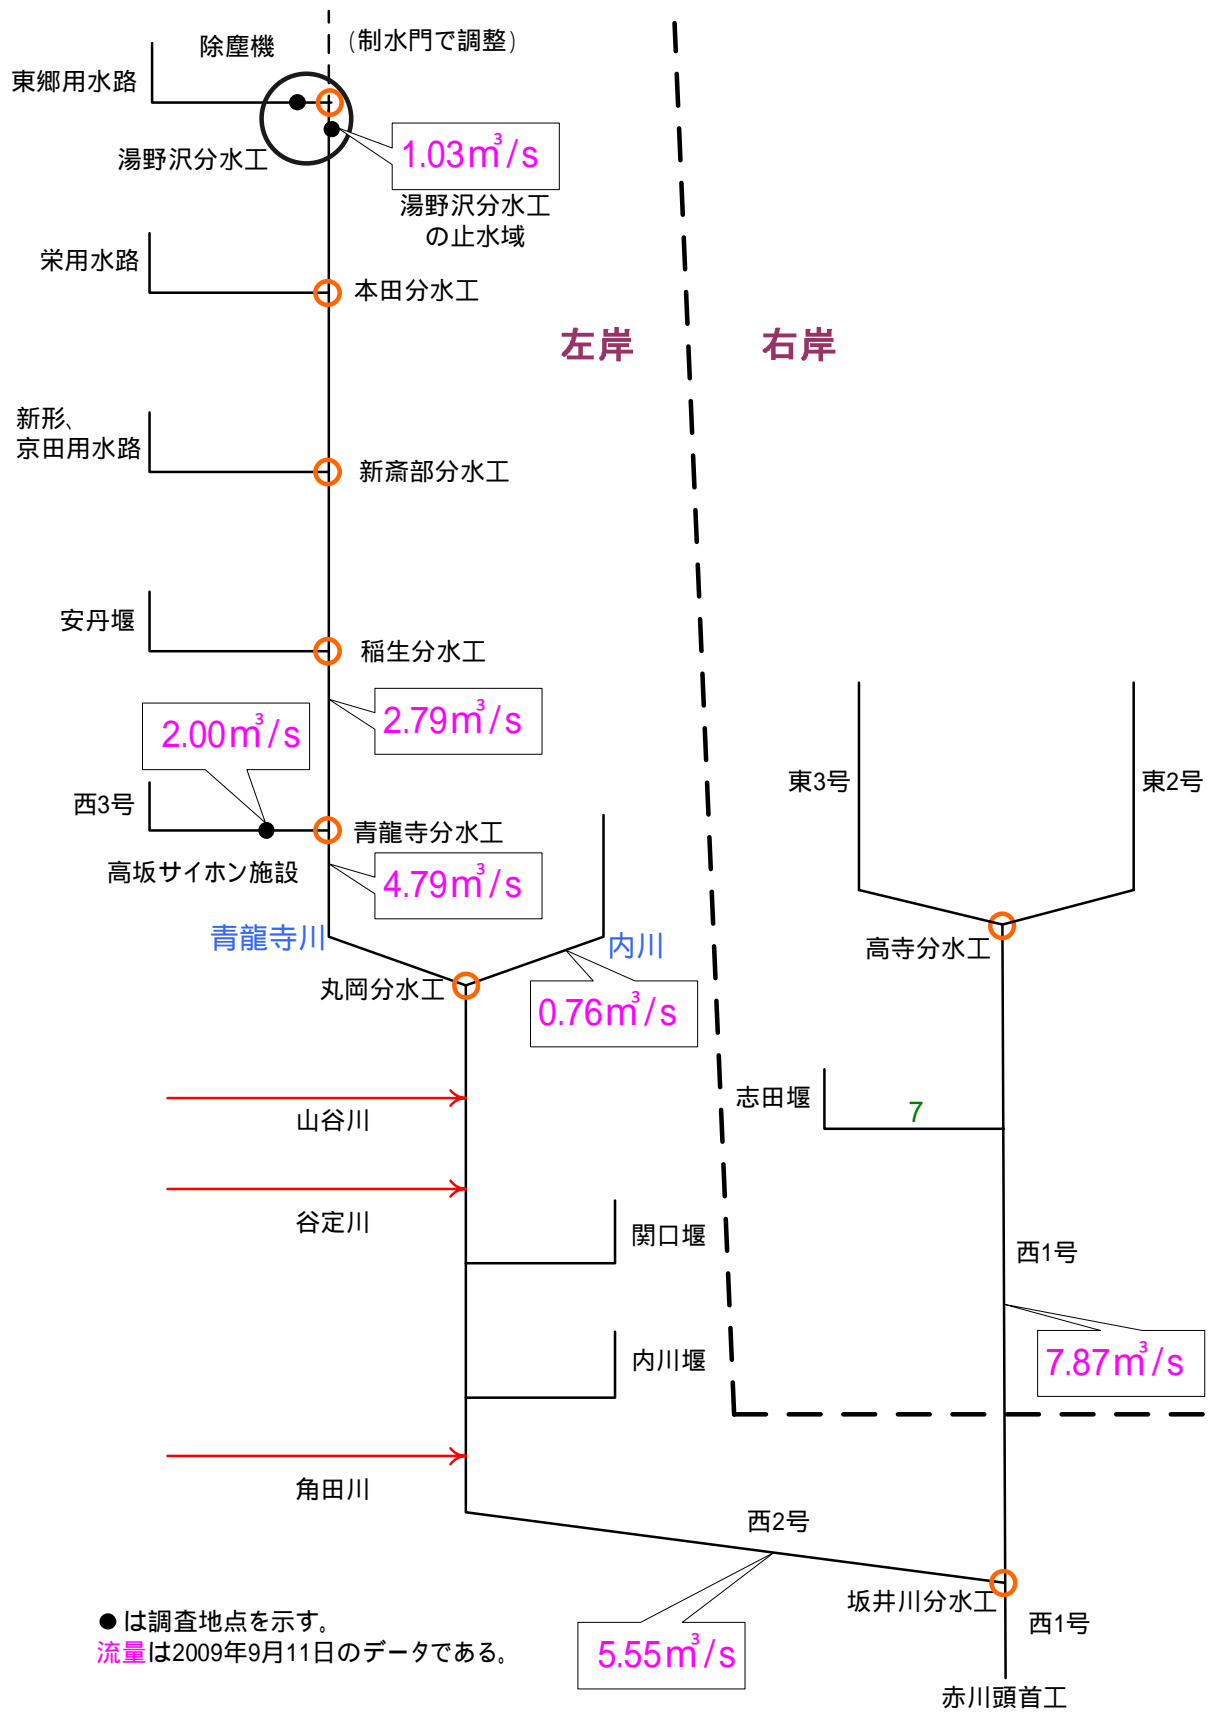 除塵機
(制水門で調整)
東郷用水路
湯野沢分水工
1.03㎥/s
湯野沢分水工
の止水域
栄用水路
本田分水工
左岸
右岸
新形、
京田用水路
新斎部分水工
安丹堰
稲生分水工
2.00㎥/s
2.79㎥/s
西3号
青龍寺分水工
高坂サイホン施設
4.79㎥/s
東3号
東2号
青龍寺川
内川
高寺分水工
丸岡分水工
0.76㎥/s
志田堰
7
山谷川
谷定川
関口堰
西1号
内川堰
7.87㎥/s
角田川
西2号
坂井川分水工
西1号
5.55㎥/s
赤川頭首工
●は調査地点を示す。
流量は2009年9月11日のデータである。